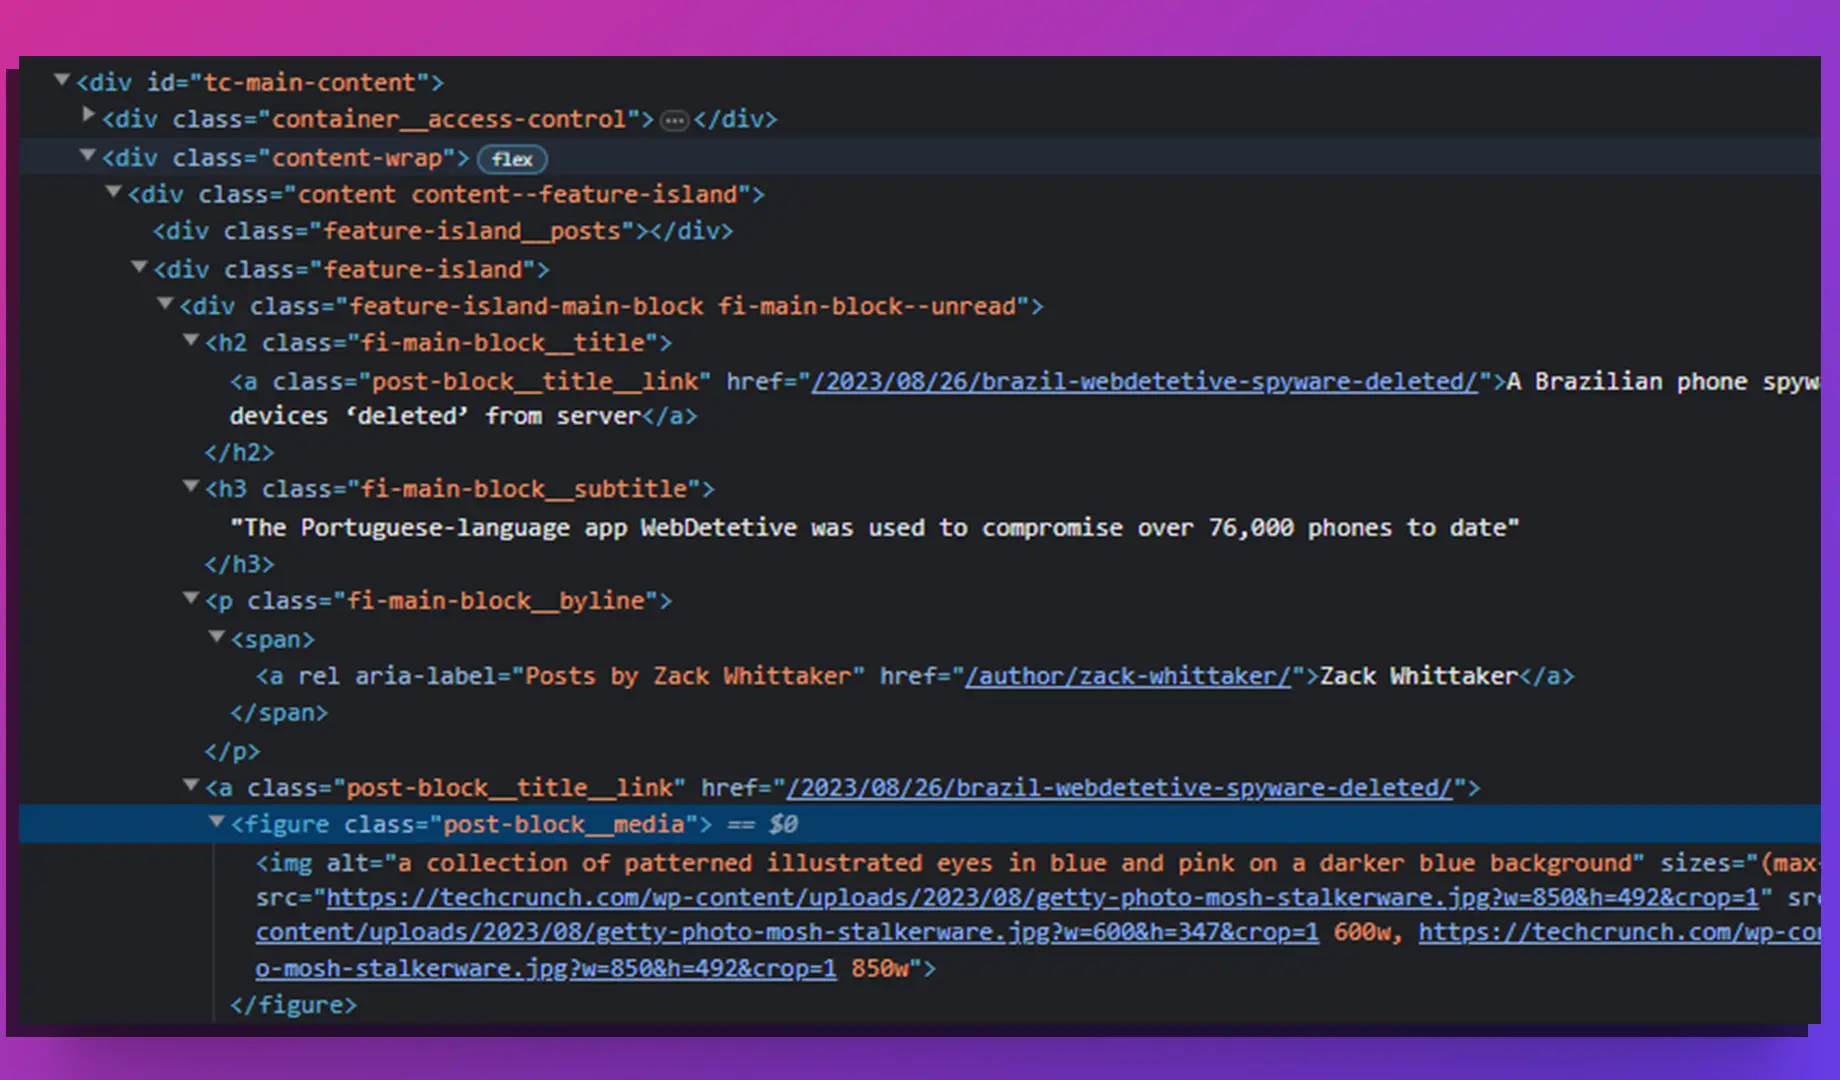 <div id="tc-main-content">
<div class="container__access-control">…</div>
<div class="content-wrap"> flex
<div class="content content--feature-island">
<div class="feature-island__posts"></div>
<div class="feature-island">
<div class="feature-island-main-block fi-main-block--unread">
<h2 class="fi-main-block__title">
<a class="post-block__title__link" href="/2023/08/26/brazil-webdetetive-spyware-deleted/">A Brazilian phone spyw
devices ‘deleted’ from server</a>
</h2>
<h3 class="fi-main-block__subtitle">
"The Portuguese-language app WebDetetive was used to compromise over 76,000 phones to date"
</h3>
<p class="fi-main-block__byline">
<span>
<a rel aria-label="Posts by Zack Whittaker" href="/author/zack-whittaker/">Zack Whittaker</a>
</span>
</p>
<a class="post-block__title__link" href="/2023/08/26/brazil-webdetetive-spyware-deleted/">
<figure class="post-block__media"> == $0
<img alt="a collection of patterned illustrated eyes in blue and pink on a darker blue background" sizes="(max-
src="https://techcrunch.com/wp-content/uploads/2023/08/getty-photo-mosh-stalkerware.jpg?w=850&h=492&crop=1" sr
content/uploads/2023/08/getty-photo-mosh-stalkerware.jpg?w=600&h=347&crop=1 600w, https://techcrunch.com/wp-co
o-mosh-stalkerware.jpg?w=850&h=492&crop=1 850w">
</figure>